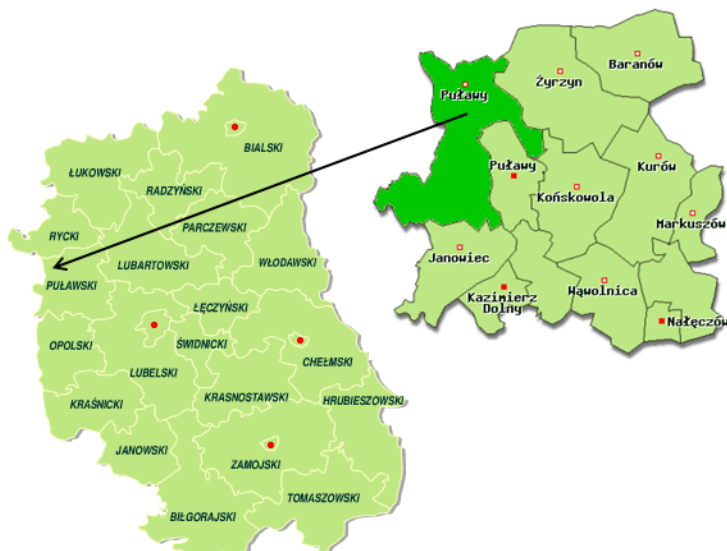 BIALSKI
ŁUKOWSKI
RADZYŃSKI
RYCKI
PARCZEWSKI
LUBARTOWSKI
WŁODAWSKI
PUŁAWSKI
ŁĘCZYŃSKI
OPOLSKI
ŚWIDNICKI
CHEŁMSKI
LUBELSKI
KRAŚNICKI
KRASNOSTAWSKI
HRUBIESZOWSKI
JANOWSKI
ZAMOJSKI
TOMASZOWSKI
BIŁGORAJSKI
Baranów
Żyrzyn
Puławy
Puławy
Kurów
Końskowola
Markuszów
Janowiec
Kazimierz
Dolny
Wąwolnica
Nałęczów